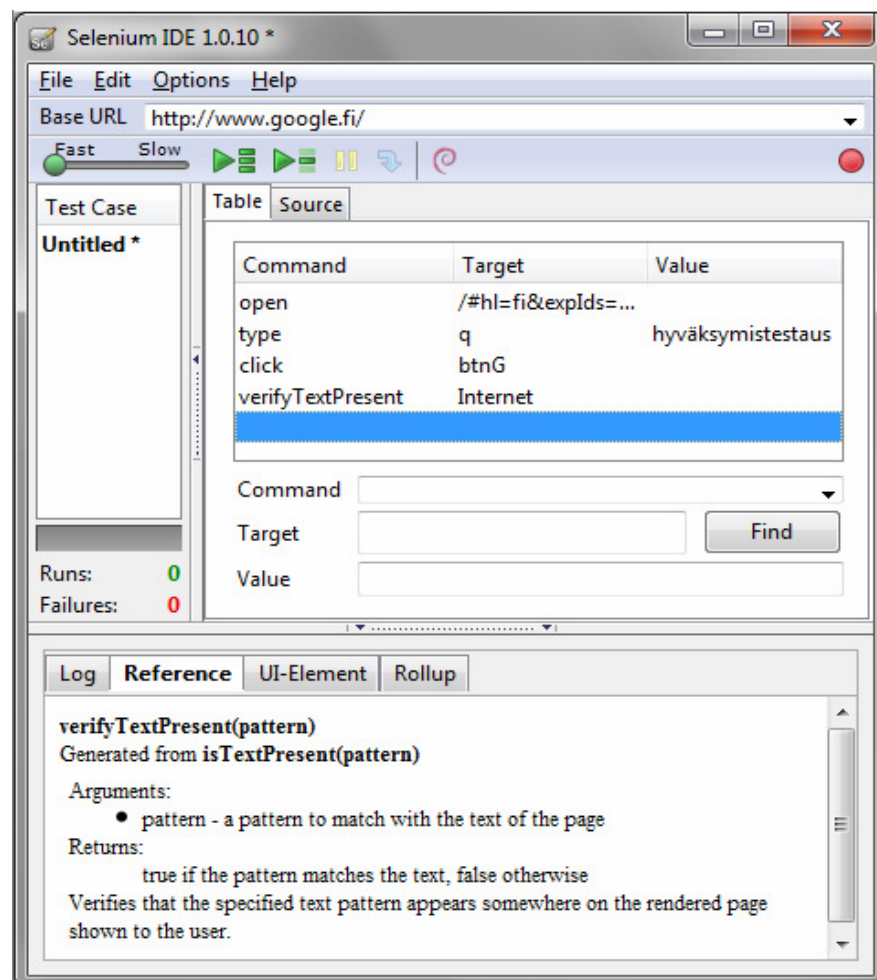 Selenium IDE 1.0.10 *
File Edit Options Help
Base URL http://www.google.fi/
Fast Slow
Test Case
Untitled *
Runs: 0
Failures: 0
Table Source
Command Target Value
open /#hl=fi&expIds=...
type q hyväksymistestaus
click btnG
verifyTextPresent Internet
Command
Target Find
Value
Log Reference UI-Element Rollup
verifyTextPresent(pattern)
Generated from isTextPresent(pattern)
Arguments:
• pattern - a pattern to match with the text of the page
Returns:
true if the pattern matches the text, false otherwise
Verifies that the specified text pattern appears somewhere on the rendered page
shown to the user.